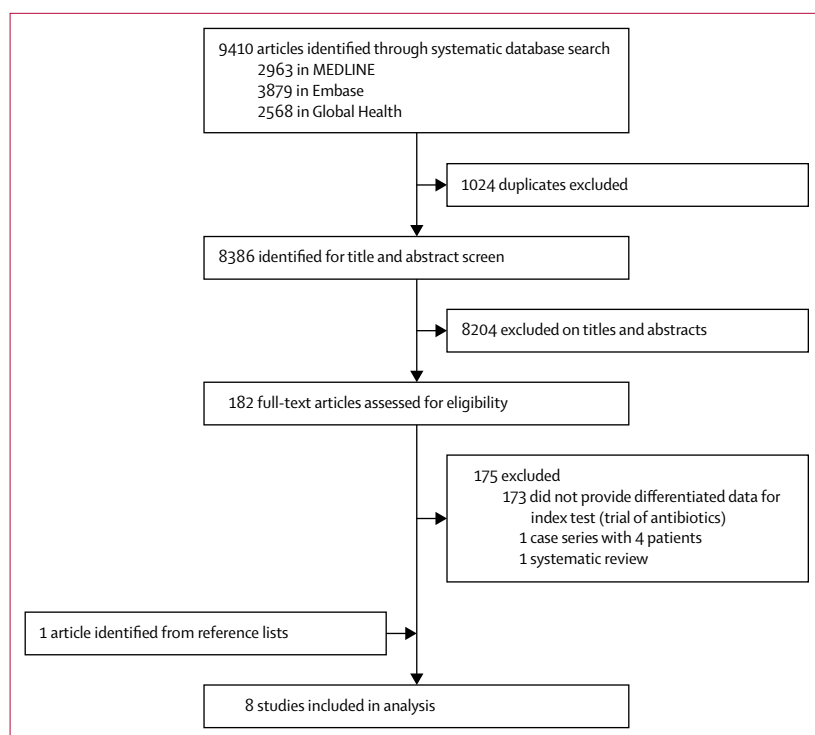 9410 articles identified through systematic database search
2963 in MEDLINE
3879 in Embase
2568 in Global Health
1024 duplicates excluded
8386 identified for title and abstract screen
8204 excluded on titles and abstracts
182 full-text articles assessed for eligibility
175 excluded
173 did not provide differentiated data for
index test (trial of antibiotics)
1 case series with 4 patients
1 systematic review
1 article identified from reference lists
8 studies included in analysis